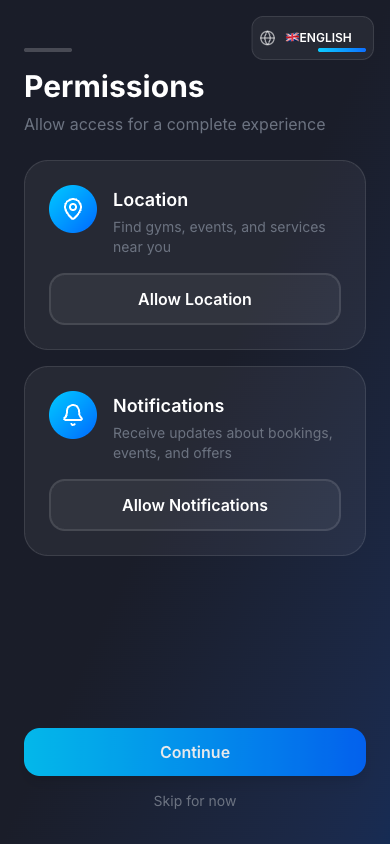 ENGLISH
Permissions
Allow access for a complete experience
Location
Find gyms, events, and services
near you
Allow Location
Notifications
Receive updates about bookings,
events, and offers
Allow Notifications
Continue
Skip for now